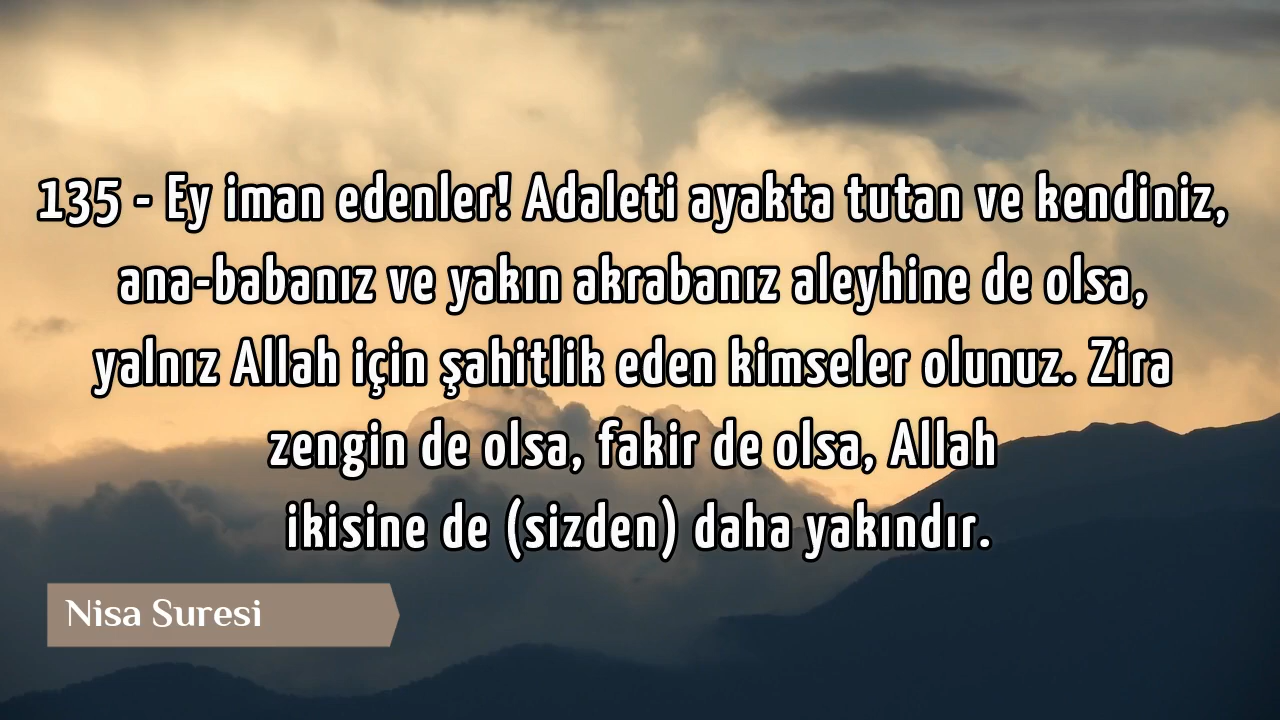 135 - Ey iman edenler! Adaleti ayakta tutan ve kendiniz,
ana-babanız ve yakın akrabanız aleyhine de olsa,
yalnız Allah için şahitlik eden kimseler olunuz. Zira
zengin de olsa, fakir de olsa, Allah
ikisine de (sizden) daha yakındır.
Nisa Suresi